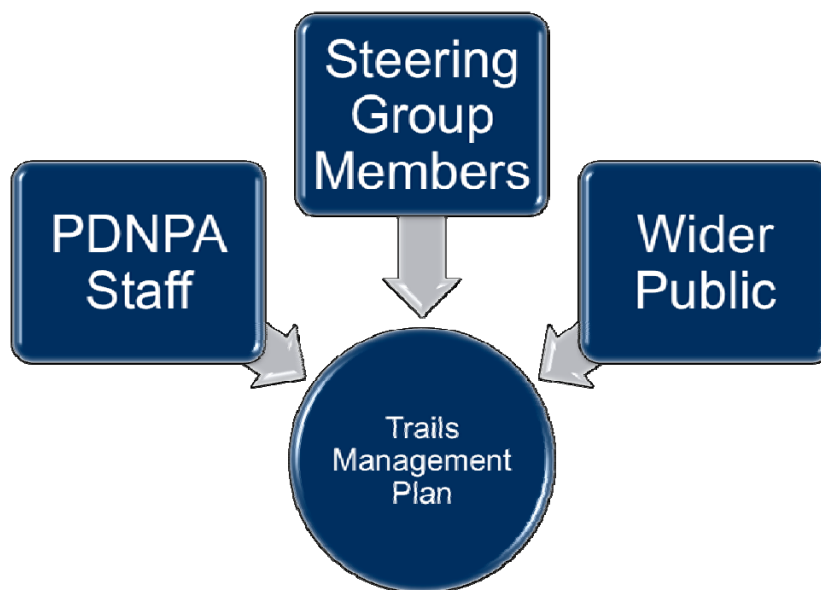 Steering
Group
Members
PDNPA
Staff
Wider
Public
Trails
Management
Plan